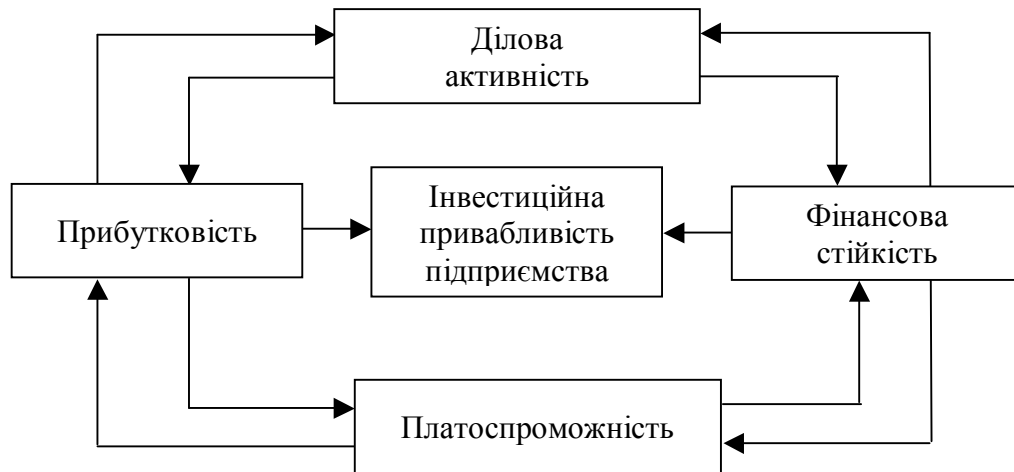 Ділова
активність
Прибутковість
Інвестиційна
привабливість
підприємства
Фінансова
стійкість
Платоспроможність